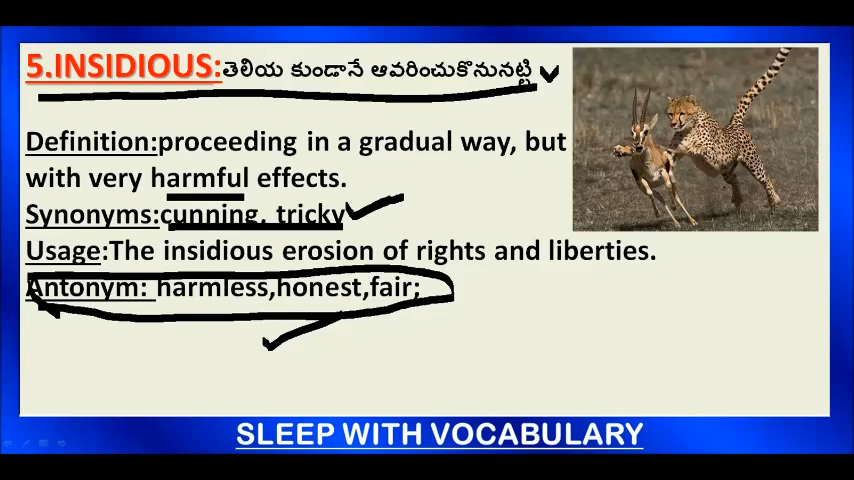 5.INSIDIOUS:తెలియ కుండానే ఆవరించుకొనునట్టి
Definition:proceeding in a gradual way, but
with very harmful effects.
Synonyms:cunning, tricky
Usage:The insidious erosion of rights and liberties.
Antonym: harmless,honest,fair;
SLEEP WITH VOCABULARY